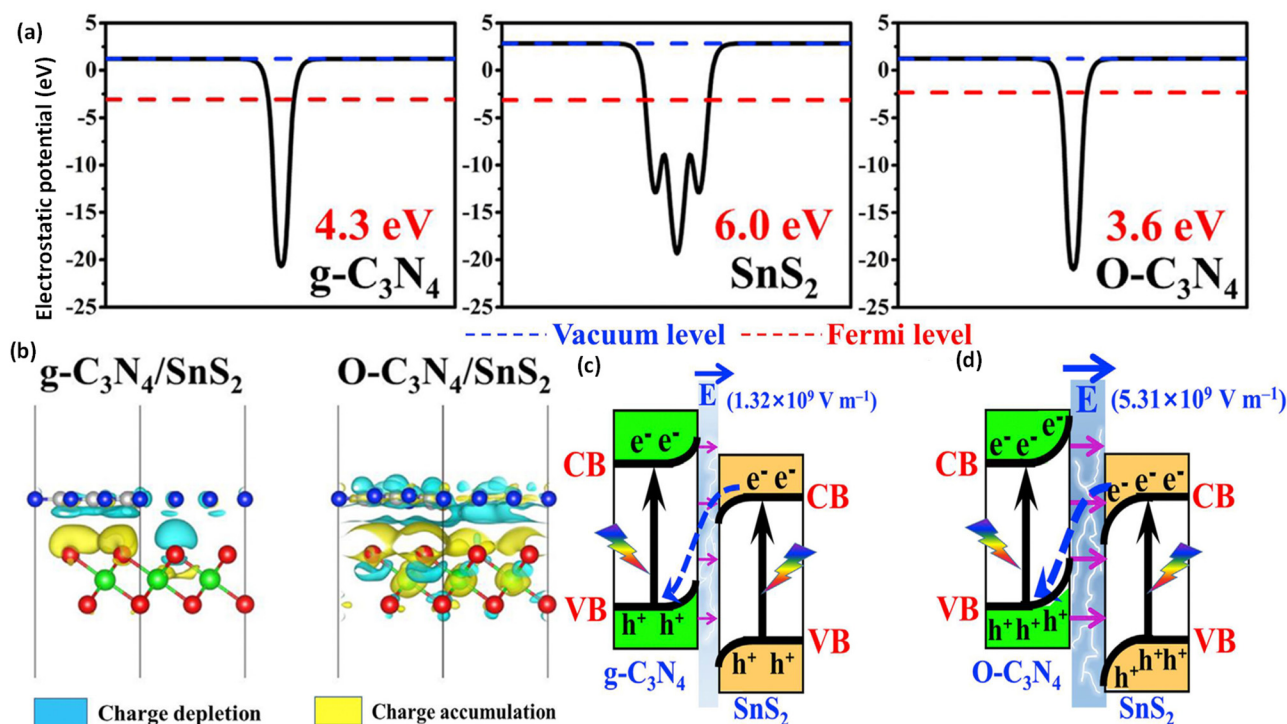 (a)
Electrostatic potential (eV)
5
0
-5
-10
-15
-20
-25
4.3 eV
g-C₃N₄
5
0
-5
-10
-15
-20
-25
6.0 eV
SnS₂
5
0
-5
-10
-15
-20
-25
3.6 eV
O-C₃N₄
Vacuum level
Fermi level
(b)
g-C₃N₄/SnS₂
O-C₃N₄/SnS₂
Charge depletion
Charge accumulation
(c)
E
(1.32×10⁹ V m⁻¹)
e⁻ e⁻
CB
e⁻ e⁻
CB
VB
h⁺ h⁺
VB
h⁺ h⁺
g-C₃N₄
SnS₂
(d)
E
(5.31×10⁹ V m⁻¹)
e⁻ e⁻ e⁻
CB
e⁻ e⁻ e⁻
CB
VB
h⁺ h⁺ h⁺
VB
h⁺ h⁺ h⁺
O-C₃N₄
SnS₂